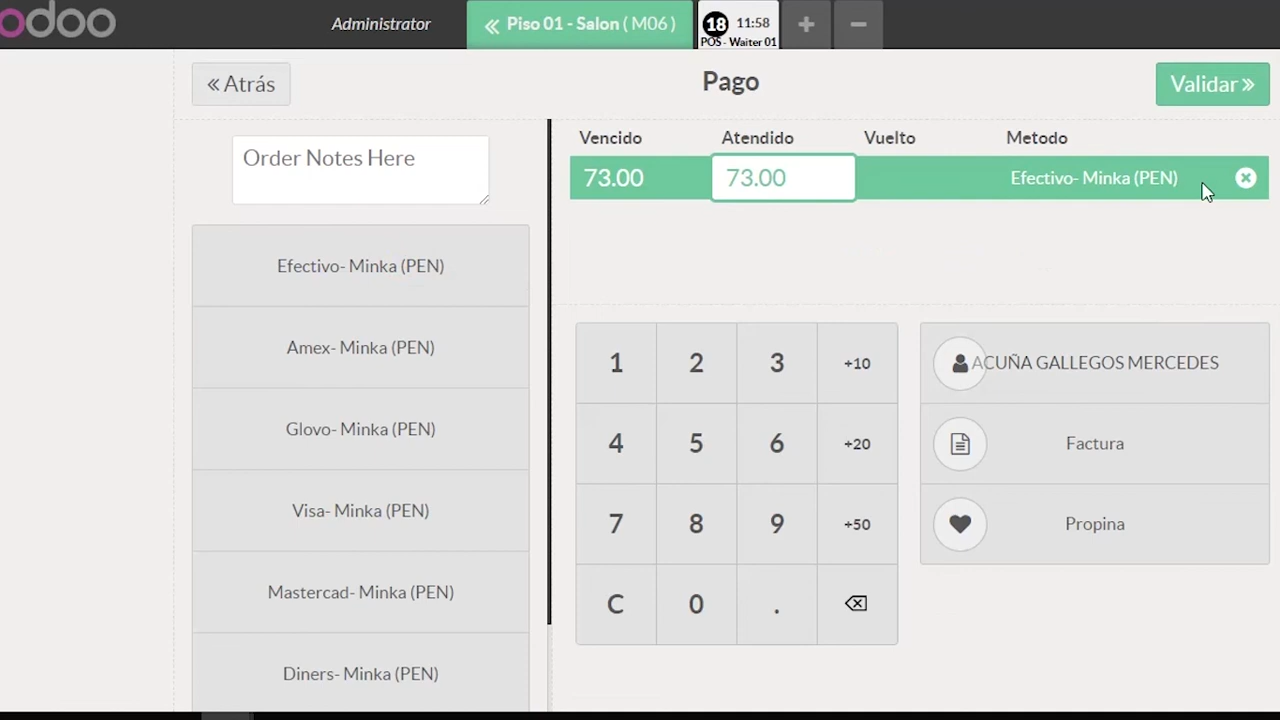 odoo
Administrator
« Piso 01 - Salon ( M06 )
18 11:58
POS - Waiter 01
+
−
« Atrás
Pago
Validar »
Order Notes Here
Efectivo- Minka (PEN)
Amex- Minka (PEN)
Glovo- Minka (PEN)
Visa- Minka (PEN)
Mastercad- Minka (PEN)
Diners- Minka (PEN)
Vencido Atendido Vuelto Metodo
73.00 73.00 Efectivo- Minka (PEN)
1 2 3 +10
4 5 6 +20
7 8 9 +50
C 0 .
ACUÑA GALLEGOS MERCEDES
Factura
Propina